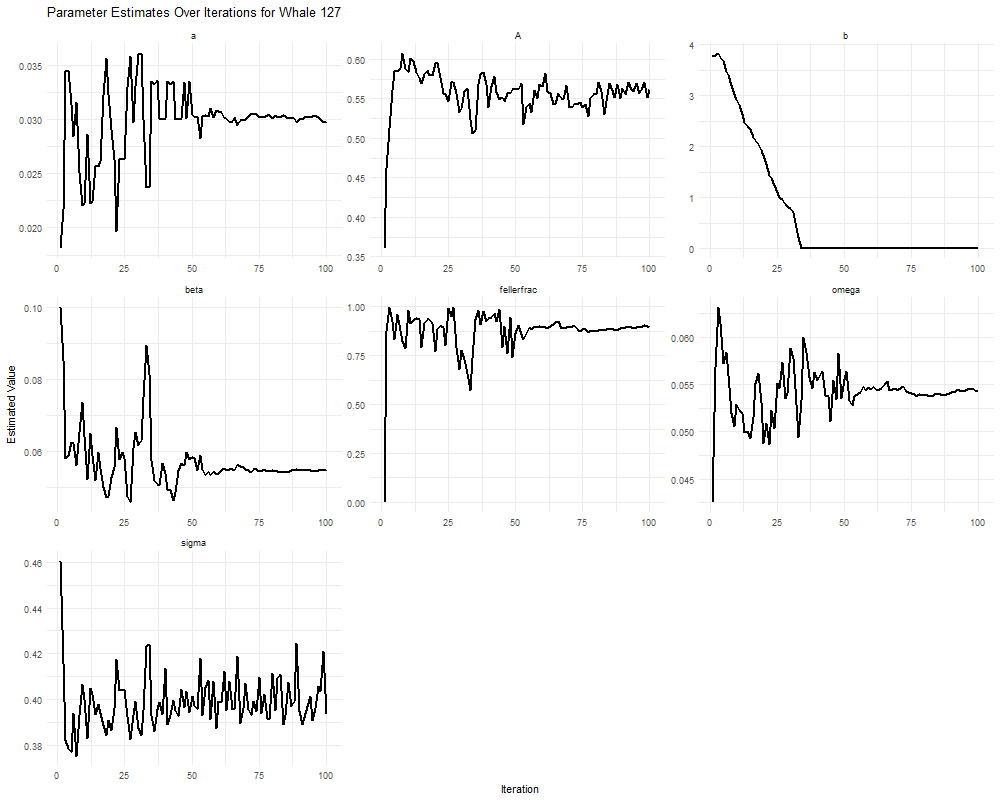 Parameter Estimates Over Iterations for Whale 127
a
A
b
0.035
0.030
0.025
0.020
0 25 50 75 100
0.60
0.55
0.50
0.45
0.40
0.35
0 25 50 75 100
4
3
2
1
0
0 25 50 75 100
beta
fellerfrac
omega
Estimated Value
0.10
0.08
0.06
0 25 50 75 100
1.00
0.75
0.50
0.25
0.00
0 25 50 75 100
0.060
0.055
0.050
0.045
0 25 50 75 100
sigma
0.46
0.44
0.42
0.40
0.38
0 25 50 75 100
Iteration